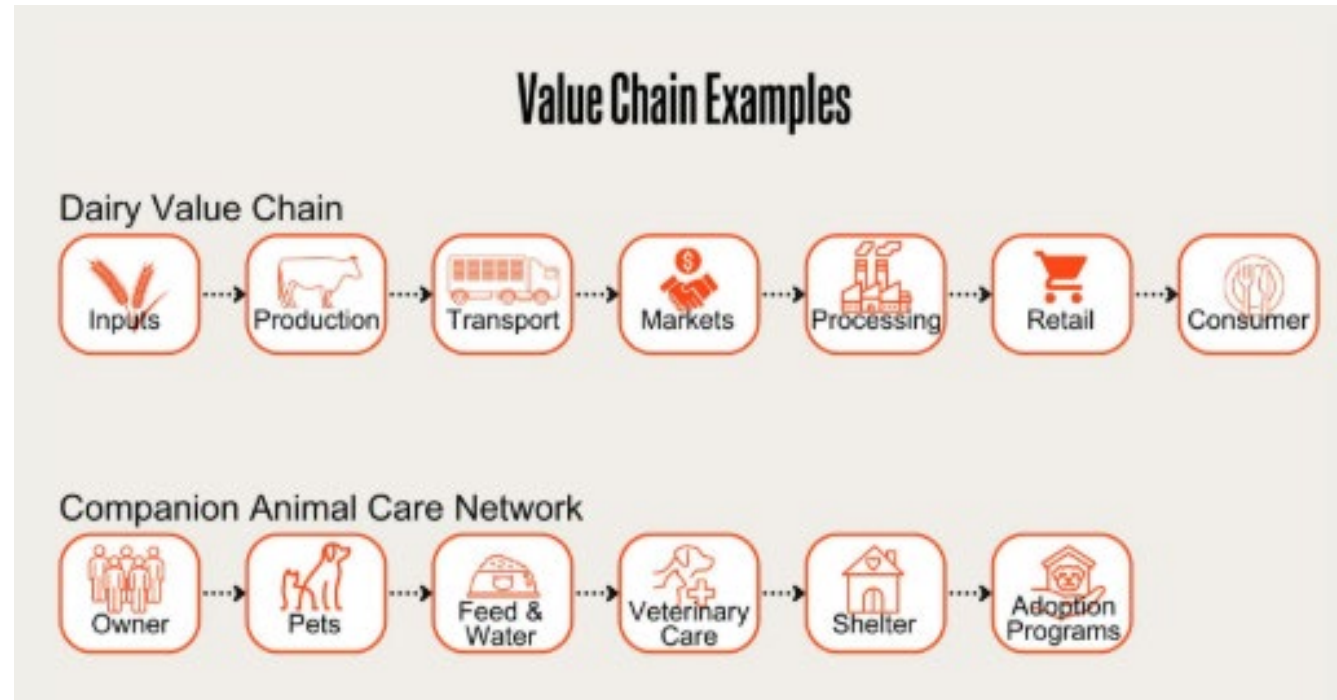 Value Chain Examples
Dairy Value Chain
$
Inputs
Production
Transport
Markets
Processing
Retail
Consumer
Companion Animal Care Network
Owner
Pets
Feed &
Water
Veterinary
Care
Shelter
Adoption
Programs